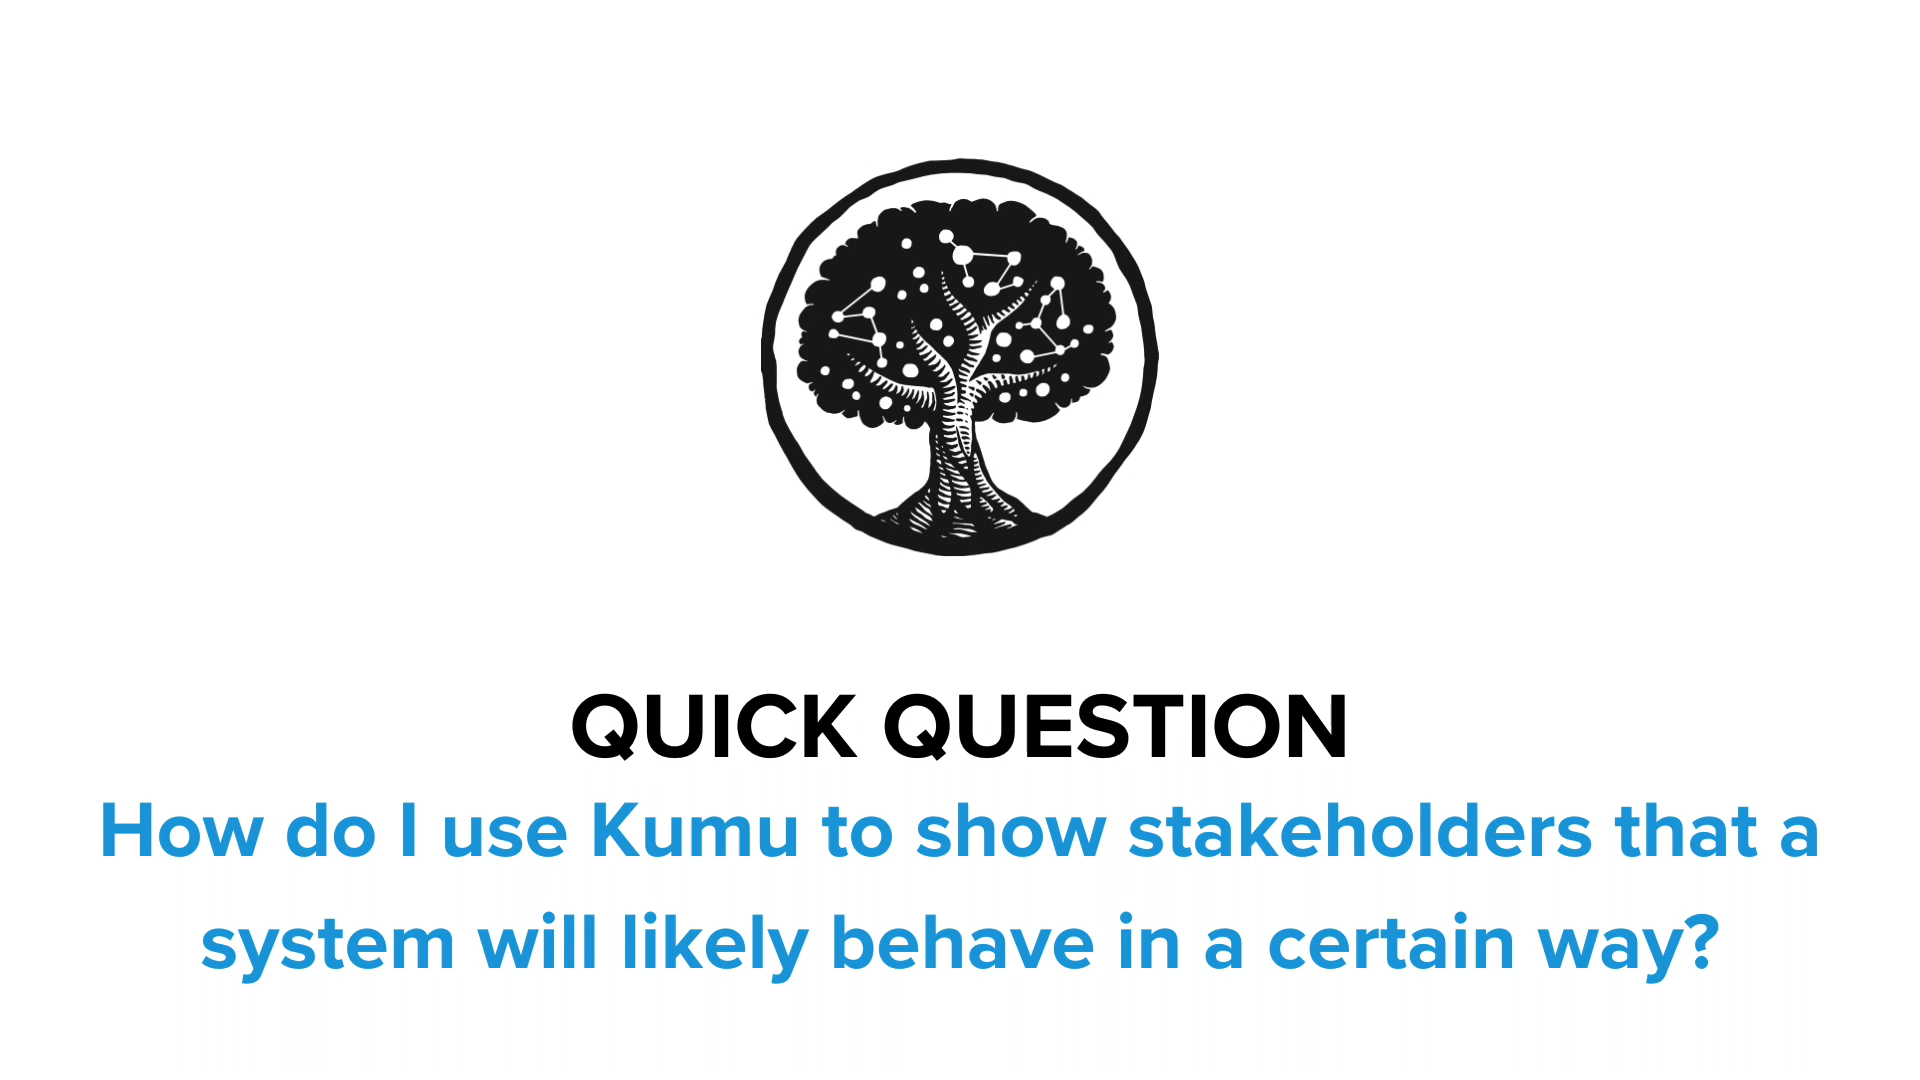 QUICK QUESTION
How do I use Kumu to show stakeholders that a
system will likely behave in a certain way?